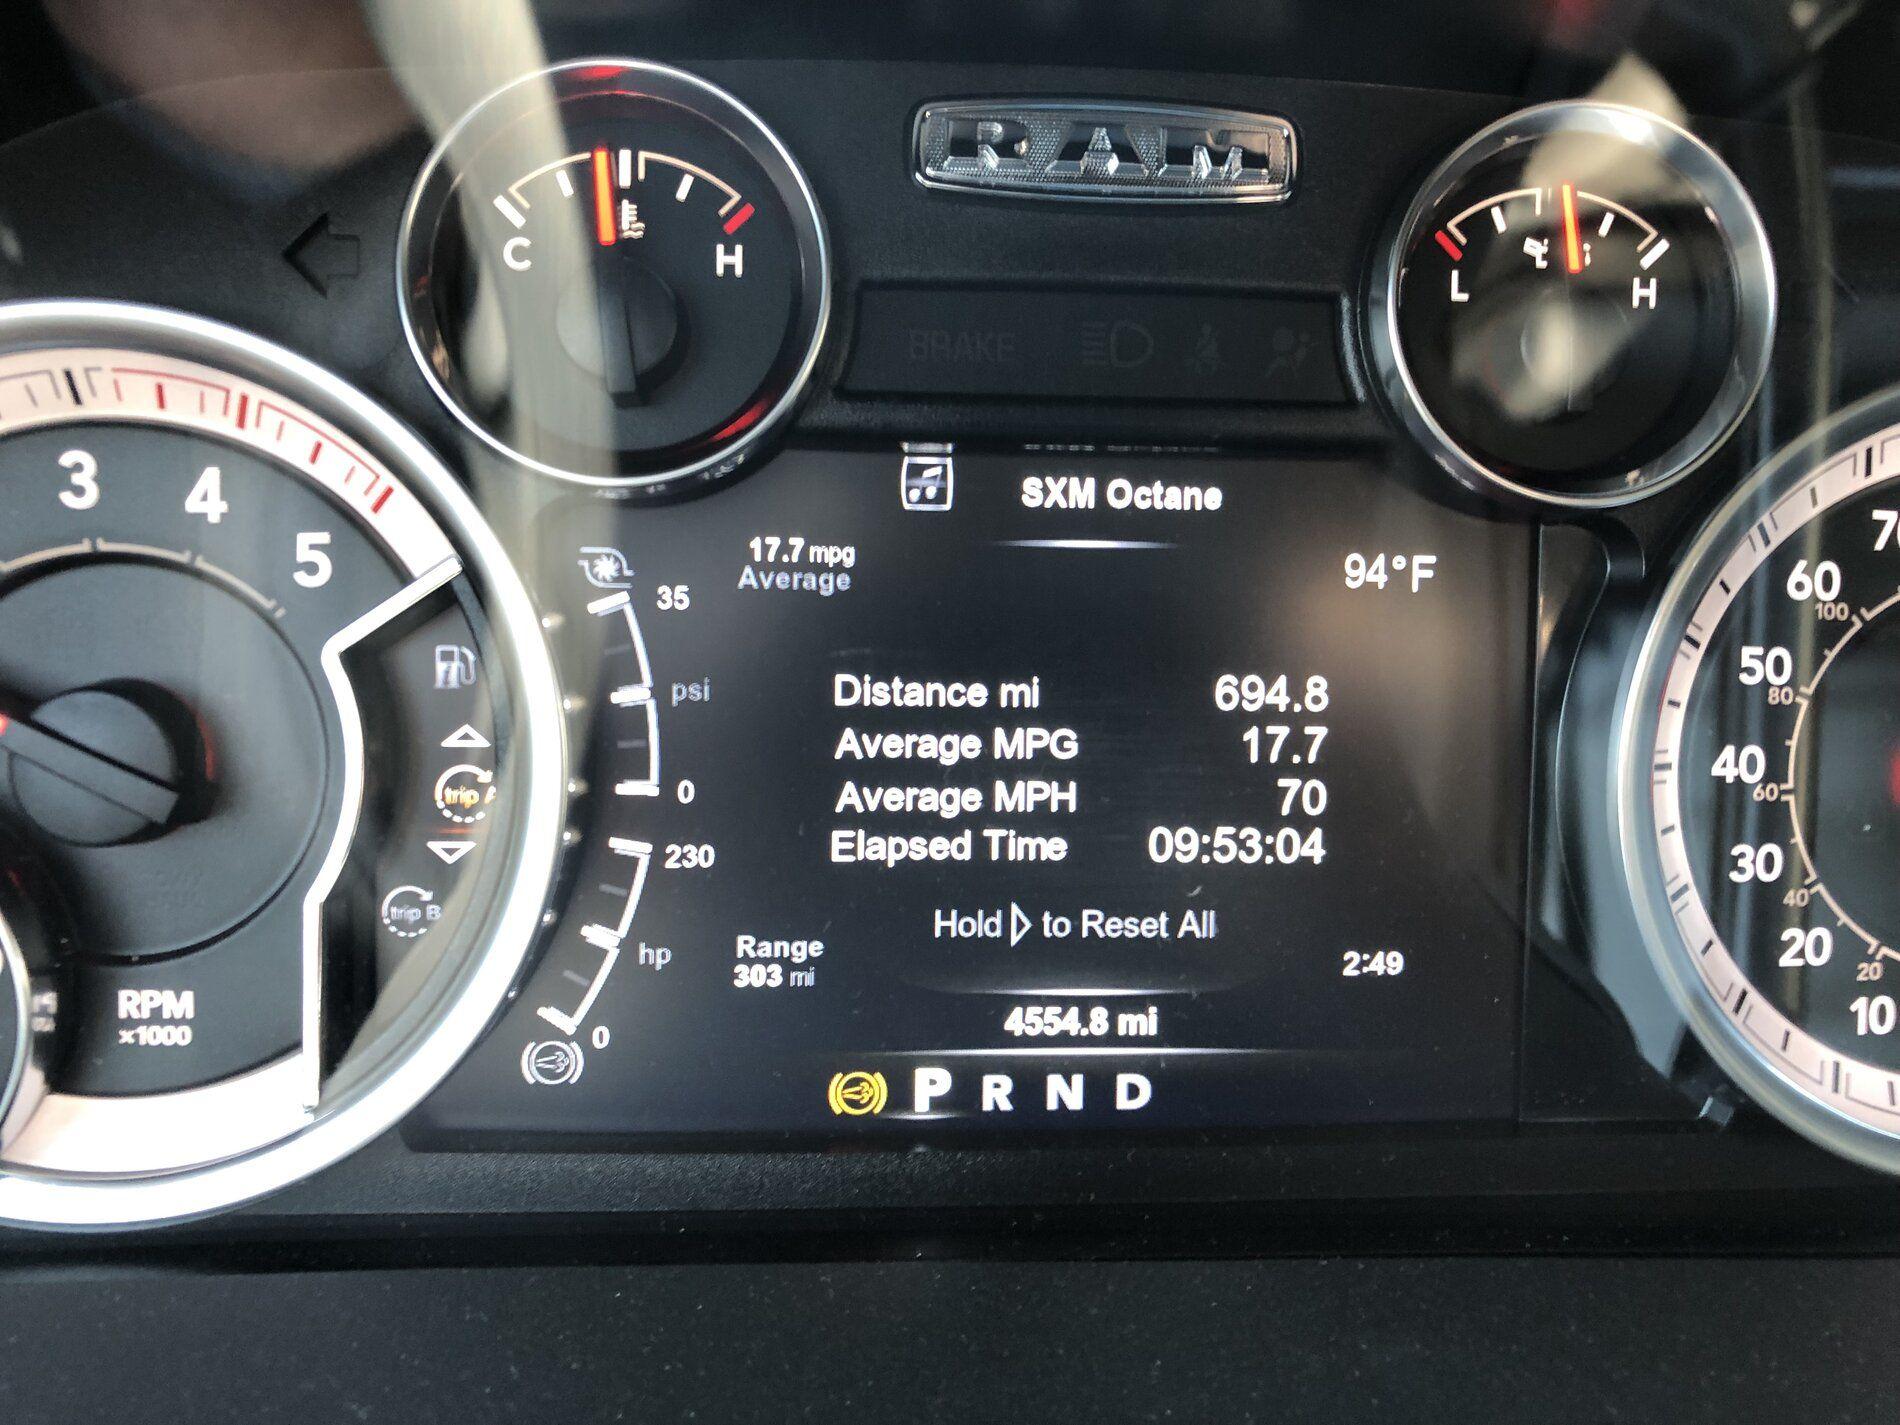 RAM
C
H
L
H
BRAKE
SXM Octane
3
4
5
17.7 mpg
Average
94°F
35
psi
0
Distance mi 694.8
Average MPG 17.7
Average MPH 70
Elapsed Time 09:53:04
Hold to Reset All
trip A
trip B
230
hp
0
Range
303 mi
2:49
4554.8 mi
P R N D
RPM
x1000
60
100
50
80
40
60
30
40
20
20
10